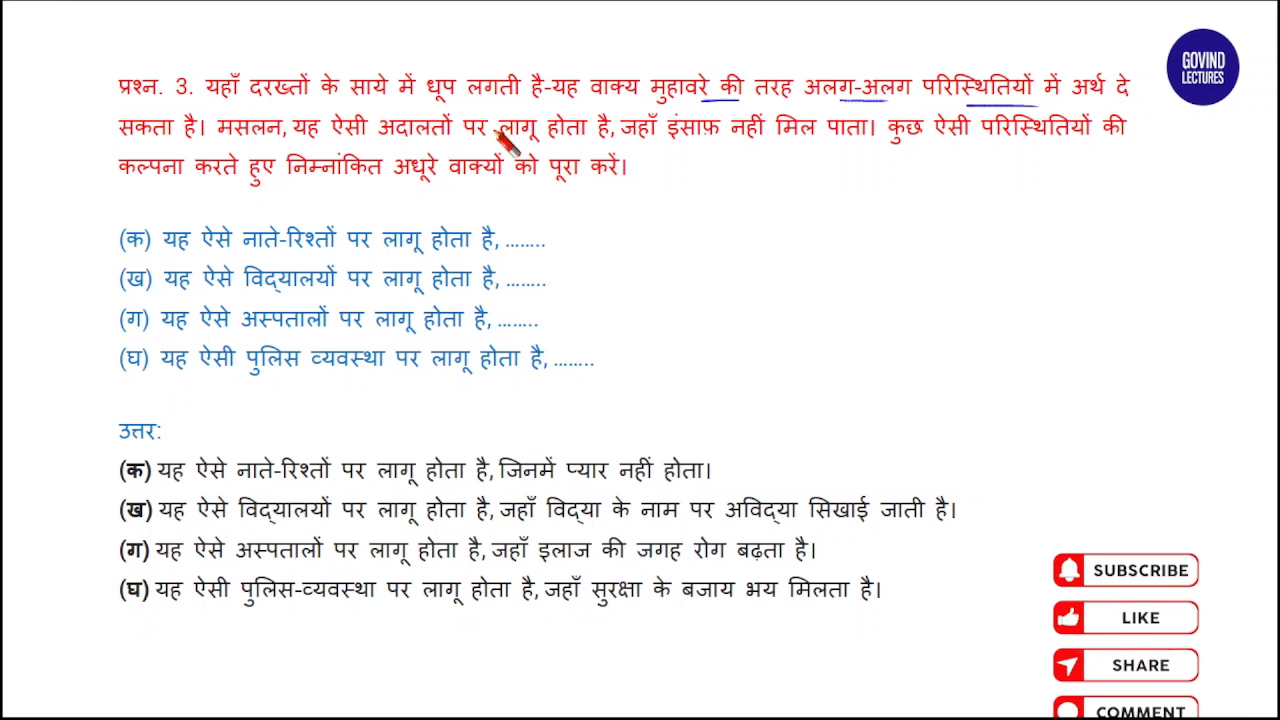 GOVIND
LECTURES
प्रश्न. 3. यहाँ दरख्तों के साये में धूप लगती है-यह वाक्य मुहावरे की तरह अलग-अलग परिस्थितियों में अर्थ दे
सकता है। मसलन, यह ऐसी अदालतों पर लागू होता है, जहाँ इंसाफ़ नहीं मिल पाता। कुछ ऐसी परिस्थितियों की
कल्पना करते हुए निम्नांकित अधूरे वाक्यों को पूरा करें।
(क) यह ऐसे नाते-रिश्तों पर लागू होता है, ……..
(ख) यह ऐसे विद्यालयों पर लागू होता है, ……..
(ग) यह ऐसे अस्पतालों पर लागू होता है, ……..
(घ) यह ऐसी पुलिस व्यवस्था पर लागू होता है, ……..
उत्तर:
(क) यह ऐसे नाते-रिश्तों पर लागू होता है, जिनमें प्यार नहीं होता।
(ख) यह ऐसे विद्यालयों पर लागू होता है, जहाँ विद्या के नाम पर अविद्या सिखाई जाती है।
(ग) यह ऐसे अस्पतालों पर लागू होता है, जहाँ इलाज की जगह रोग बढ़ता है।
(घ) यह ऐसी पुलिस-व्यवस्था पर लागू होता है, जहाँ सुरक्षा के बजाय भय मिलता है।
SUBSCRIBE
LIKE
SHARE
COMMENT